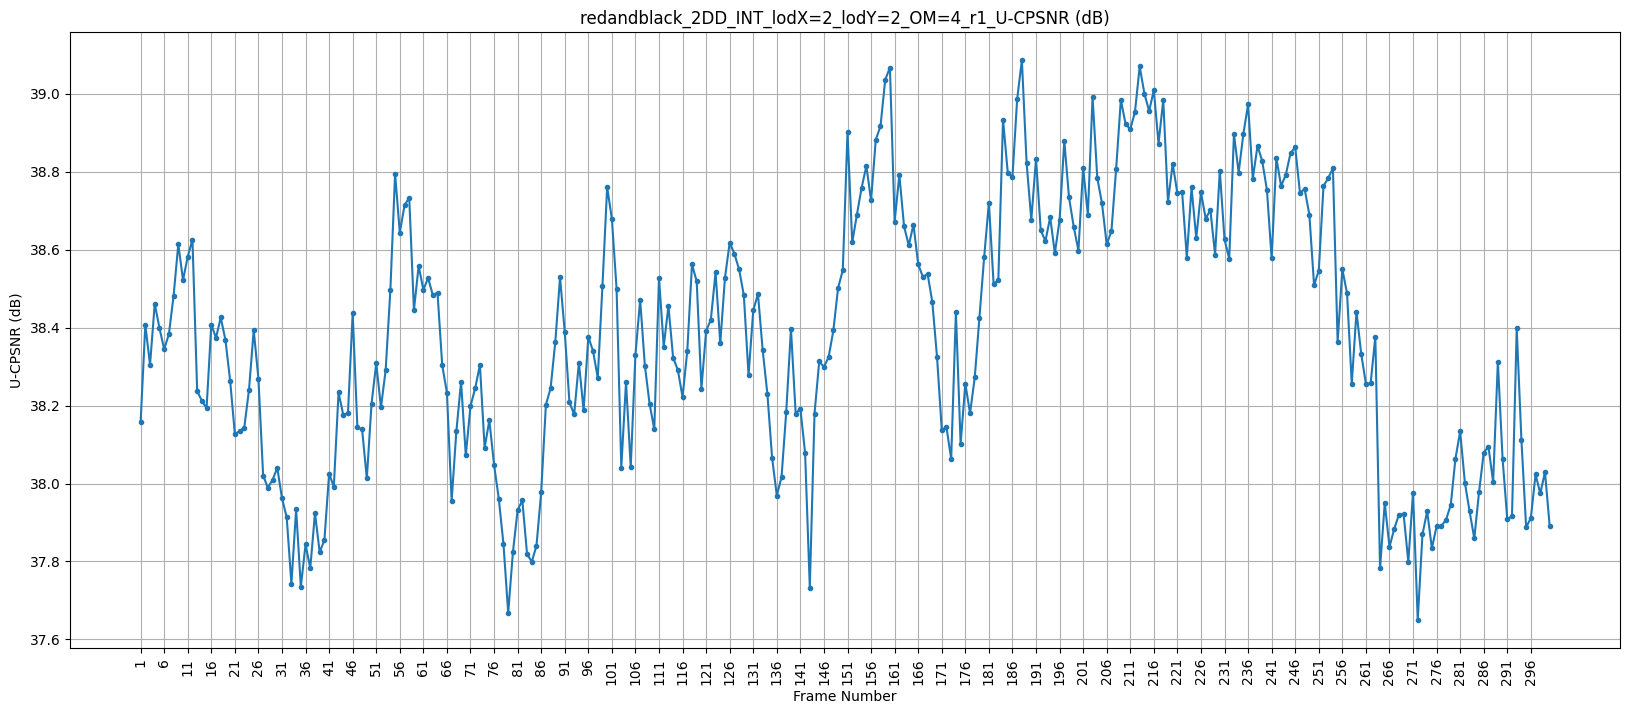 redandblack_2DD_INT_lodX=2_lodY=2_OM=4_r1_U-CPSNR (dB)
U-CPSNR (dB)
39.0
38.8
38.6
38.4
38.2
38.0
37.8
37.6
1 6 11 16 21 26 31 36 41 46 51 56 61 66 71 76 81 86 91 96 101 106 111 116 121 126 131 136 141 146 151 156 161 166 171 176 181 186 191 196 201 206 211 216 221 226 231 236 241 246 251 256 261 266 271 276 281 286 291 296
Frame Number